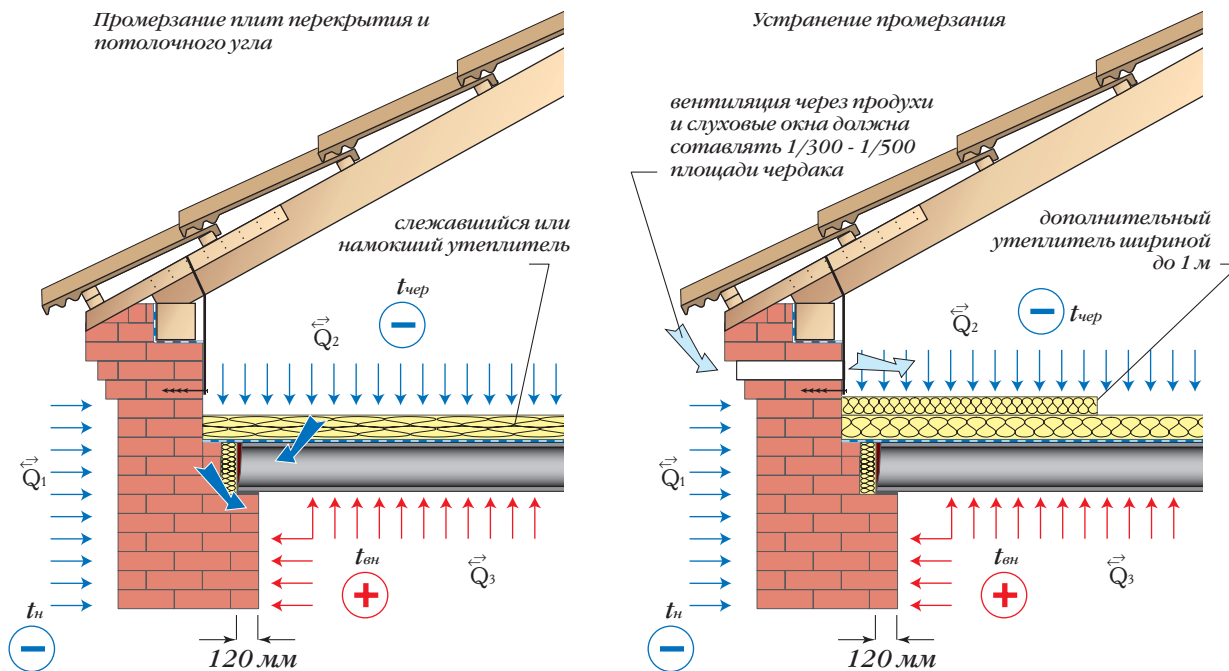 Промерзание плит перекрытия и
потолочного угла
слежавшийся или
намокший утеплитель
tчер
Q2
Q1
tвн
Q3
tн
120 мм
Устранение промерзания
вентиляция через продухи
и слуховые окна должна
сотавлять 1/300 - 1/500
площади чердака
дополнительный
утеплитель шириной
до 1 м
Q2
tчер
Q1
tвн
Q3
tн
120 мм